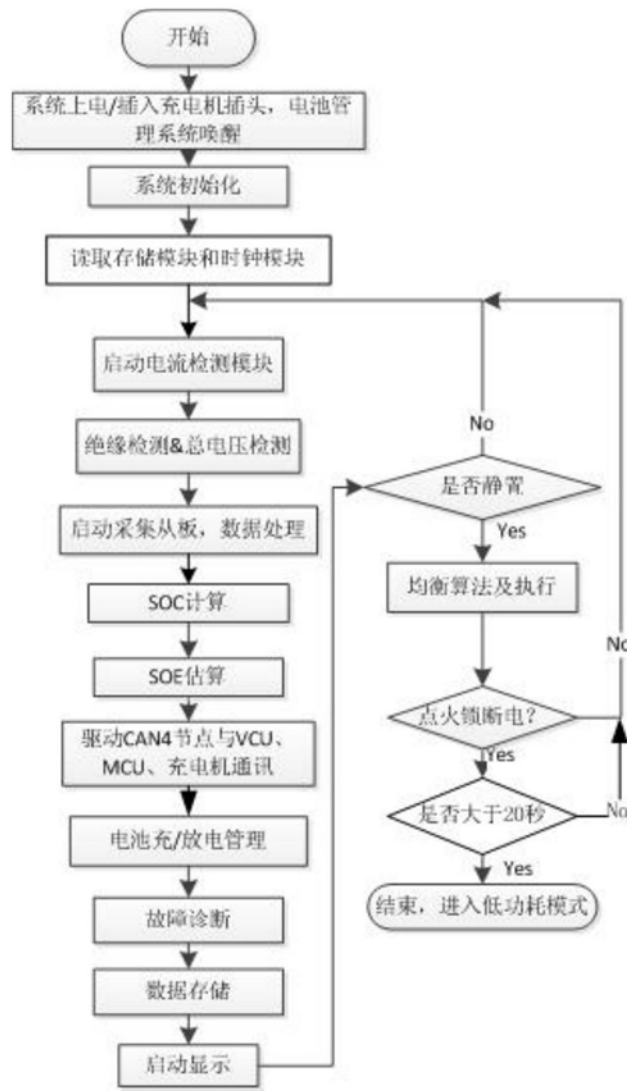 开始
系统上电/插入充电机插头，电池管
理系统唤醒
系统初始化
读取存储模块和时钟模块
启动电流检测模块
绝缘检测&总电压检测
启动采集从板，数据处理
SOC计算
SOE估算
驱动CAN4节点与VCU、
MCU、充电机通讯
电池充/放电管理
故障诊断
数据存储
启动显示
No
是否静置
Yes
均衡算法及执行
No
点火锁断电？
Yes
是否大于20秒
No
Yes
结束，进入低功耗模式